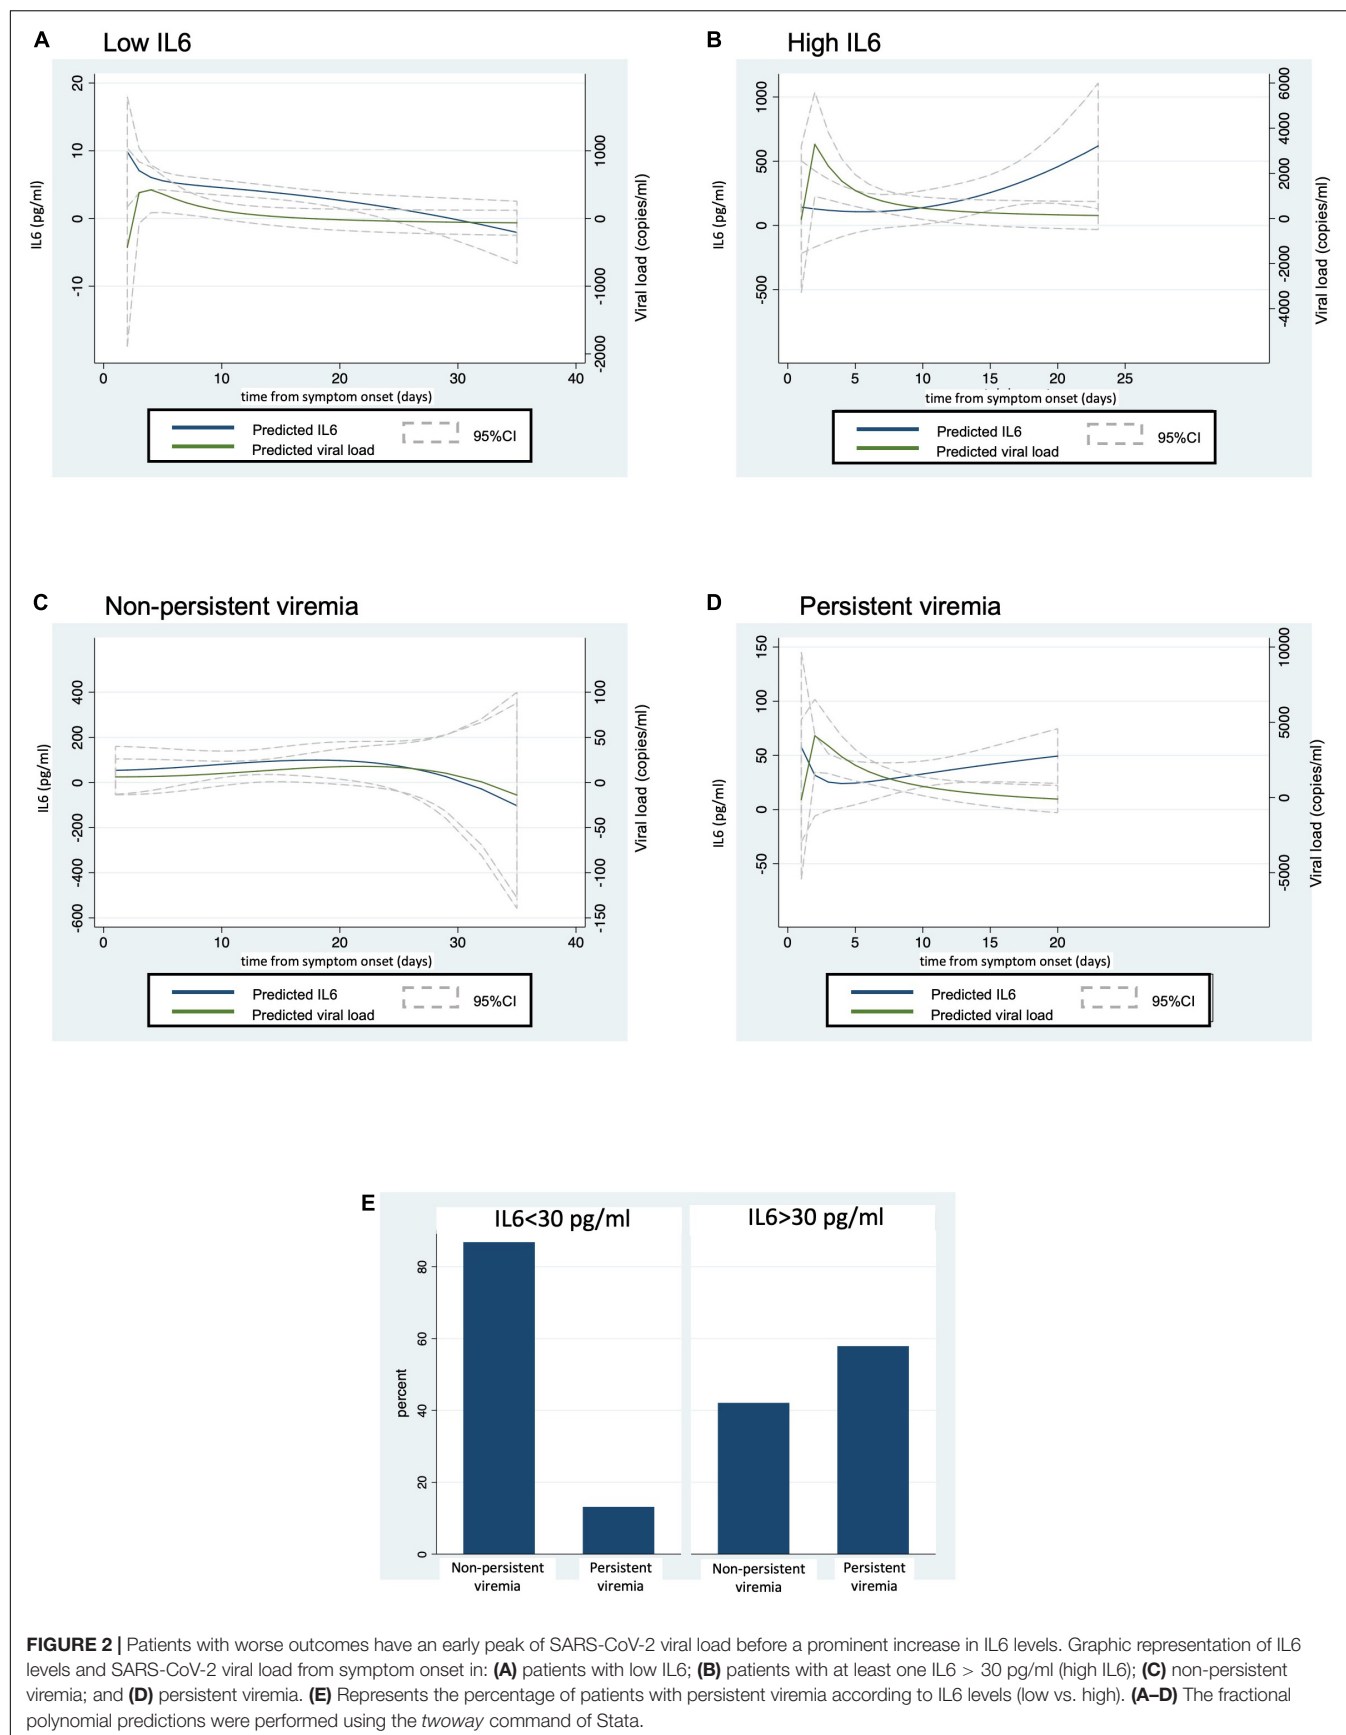 A Low IL6
20
10
0
-10
IL6 (pg/ml)
1000
0
-1000
-2000
Viral load (copies/ml)
0 10 20 30 40
time from symptom onset (days)
Predicted IL6
Predicted viral load
95%CI
B High IL6
1000
500
0
-500
IL6 (pg/ml)
6000
4000
2000
0
-2000
-4000
Viral load (copies/ml)
0 5 10 15 20 25
time from symptom onset (days)
Predicted IL6
Predicted viral load
95%CI
C Non-persistent viremia
400
200
0
-200
-400
-600
IL6 (pg/ml)
100
50
0
-50
-100
-150
Viral load (copies/ml)
0 10 20 30 40
time from symptom onset (days)
Predicted IL6
Predicted viral load
95%CI
D Persistent viremia
150
100
50
0
-50
IL6 (pg/ml)
10000
5000
0
-5000
Viral load (copies/ml)
0 5 10 15 20
time from symptom onset (days)
Predicted IL6
Predicted viral load
95%CI
E
IL6<30 pg/ml IL6>30 pg/ml
80
60
40
20
0
percent
Non-persistent viremia
Persistent viremia
Non-persistent viremia
Persistent viremia
FIGURE 2 | Patients with worse outcomes have an early peak of SARS-CoV-2 viral load before a prominent increase in IL6 levels. Graphic representation of IL6
levels and SARS-CoV-2 viral load from symptom onset in: (A) patients with low IL6; (B) patients with at least one IL6 > 30 pg/ml (high IL6); (C) non-persistent
viremia; and (D) persistent viremia. (E) Represents the percentage of patients with persistent viremia according to IL6 levels (low vs. high). (A–D) The fractional
polynomial predictions were performed using the twoway command of Stata.